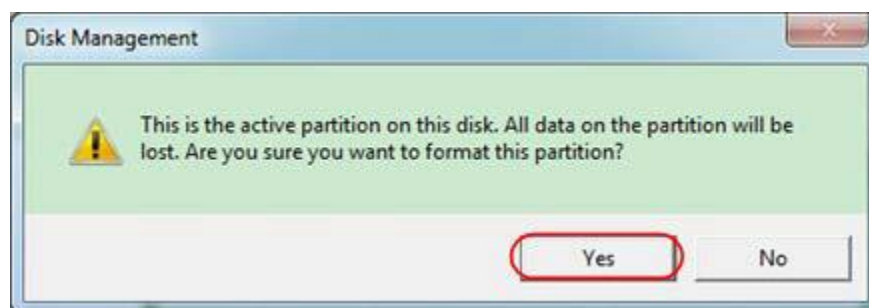 Disk Management
This is the active partition on this disk. All data on the partition will be
lost. Are you sure you want to format this partition?
Yes
No